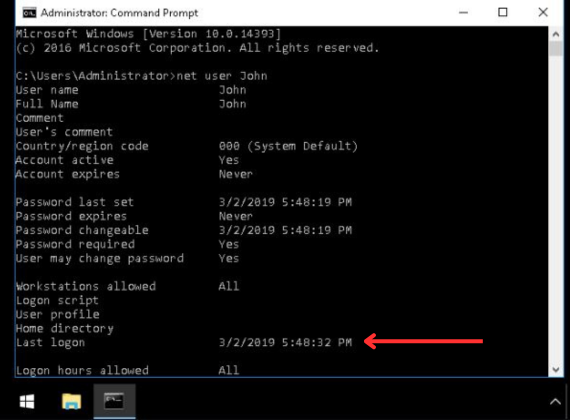 Administrator: Command Prompt
Microsoft Windows [Version 10.0.14393]
(c) 2016 Microsoft Corporation. All rights reserved.
C:\Users\Administrator>net user John
User name John
Full Name John
Comment
User's comment
Country/region code 000 (System Default)
Account active Yes
Account expires Never
Password last set 3/2/2019 5:48:19 PM
Password expires Never
Password changeable 3/2/2019 5:48:19 PM
Password required Yes
User may change password Yes
Workstations allowed All
Logon script
User profile
Home directory
Last logon 3/2/2019 5:48:32 PM
Logon hours allowed All